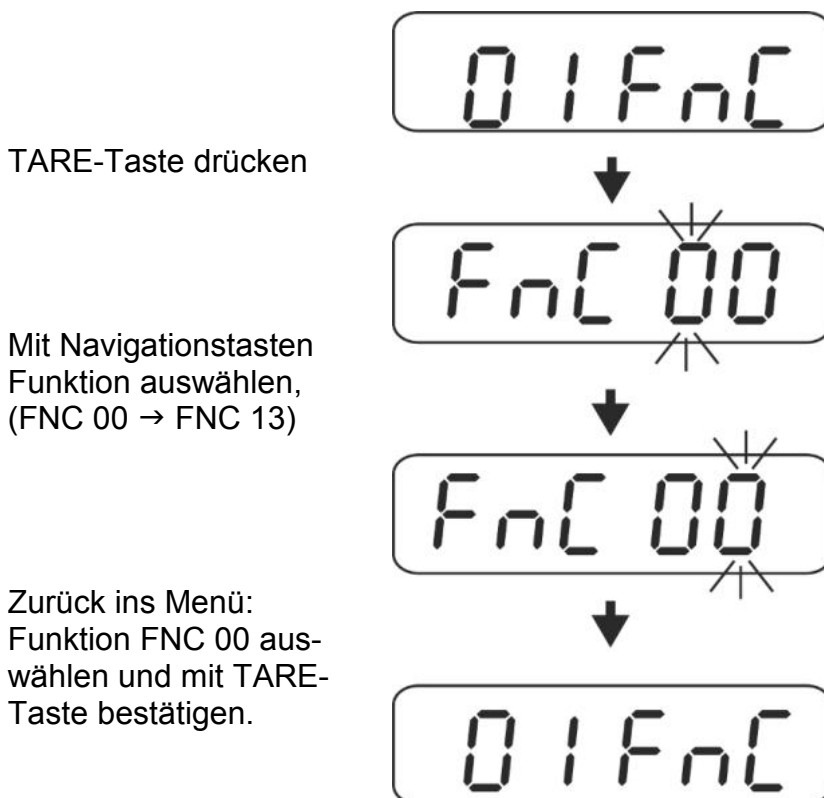 01FnC
TARE-Taste drücken
FnC 00
Mit Navigationstasten
Funktion auswählen,
(FNC 00 → FNC 13)
FnC 00
Zurück ins Menü:
Funktion FNC 00 aus-
wählen und mit TARE-
Taste bestätigen.
01FnC